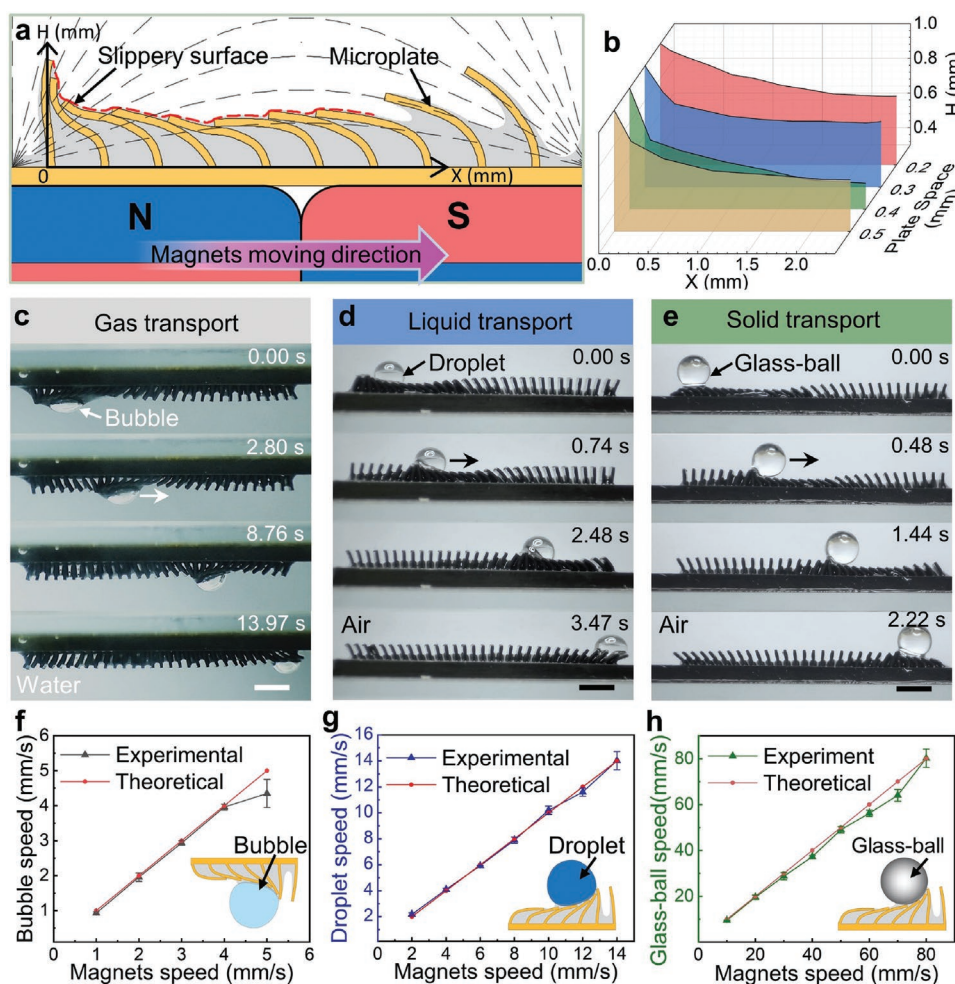 a
H (mm)
Slippery surface
Microplate
0
X (mm)
N
S
Magnets moving direction
b
1.0
0.8
0.6
0.4
H (mm)
0.2
0.3
0.4
0.5
Plate Space
(mm)
0.0
0.5
1.0
1.5
2.0
X (mm)
c
Gas transport
0.00 s
Bubble
2.80 s
8.76 s
13.97 s
Water
d
Liquid transport
Droplet
0.00 s
0.74 s
2.48 s
Air
3.47 s
e
Solid transport
0.00 s
Glass-ball
0.48 s
1.44 s
Air
2.22 s
f
Bubble speed (mm/s)
6
5
4
3
2
1
Experimental
Theoretical
Bubble
0 1 2 3 4 5 6
Magnets speed (mm/s)
g
Droplet speed (mm/s)
16
14
12
10
8
6
4
2
Experimental
Theoretical
Droplet
0 2 4 6 8 10 12 14
Magnets speed (mm/s)
h
Glass-ball speed(mm/s)
80
60
40
20
Experiment
Theoretical
Glass-ball
0 10 20 30 40 50 60 70 80
Magnets speed (mm/s)